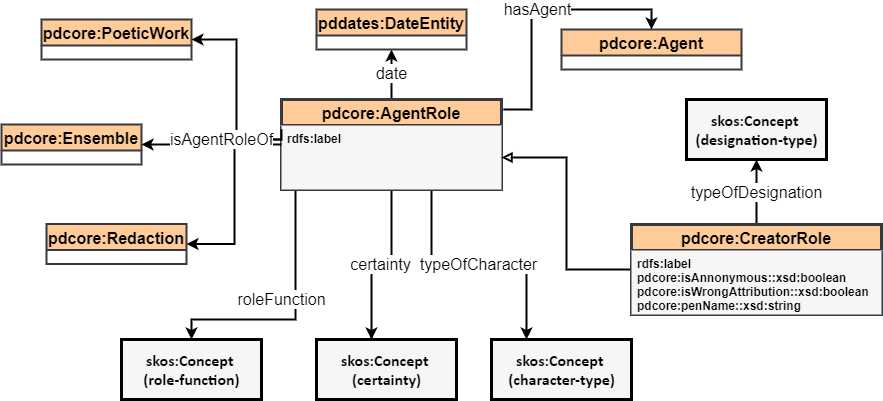 hasAgent
pdcore:PoeticWork
pddates:DateEntity
pdcore:Agent
date
pdcore:AgentRole
rdfs:label
skos:Concept
(designation-type)
pdcore:Ensemble
isAgentRoleOf
typeOfDesignation
pdcore:Redaction
pdcore:CreatorRole
rdfs:label
pdcore:isAnnonymous::xsd:boolean
pdcore:isWrongAttribution::xsd:boolean
pdcore:penName::xsd:string
certainty
typeOfCharacter
roleFunction
skos:Concept
(role-function)
skos:Concept
(certainty)
skos:Concept
(character-type)